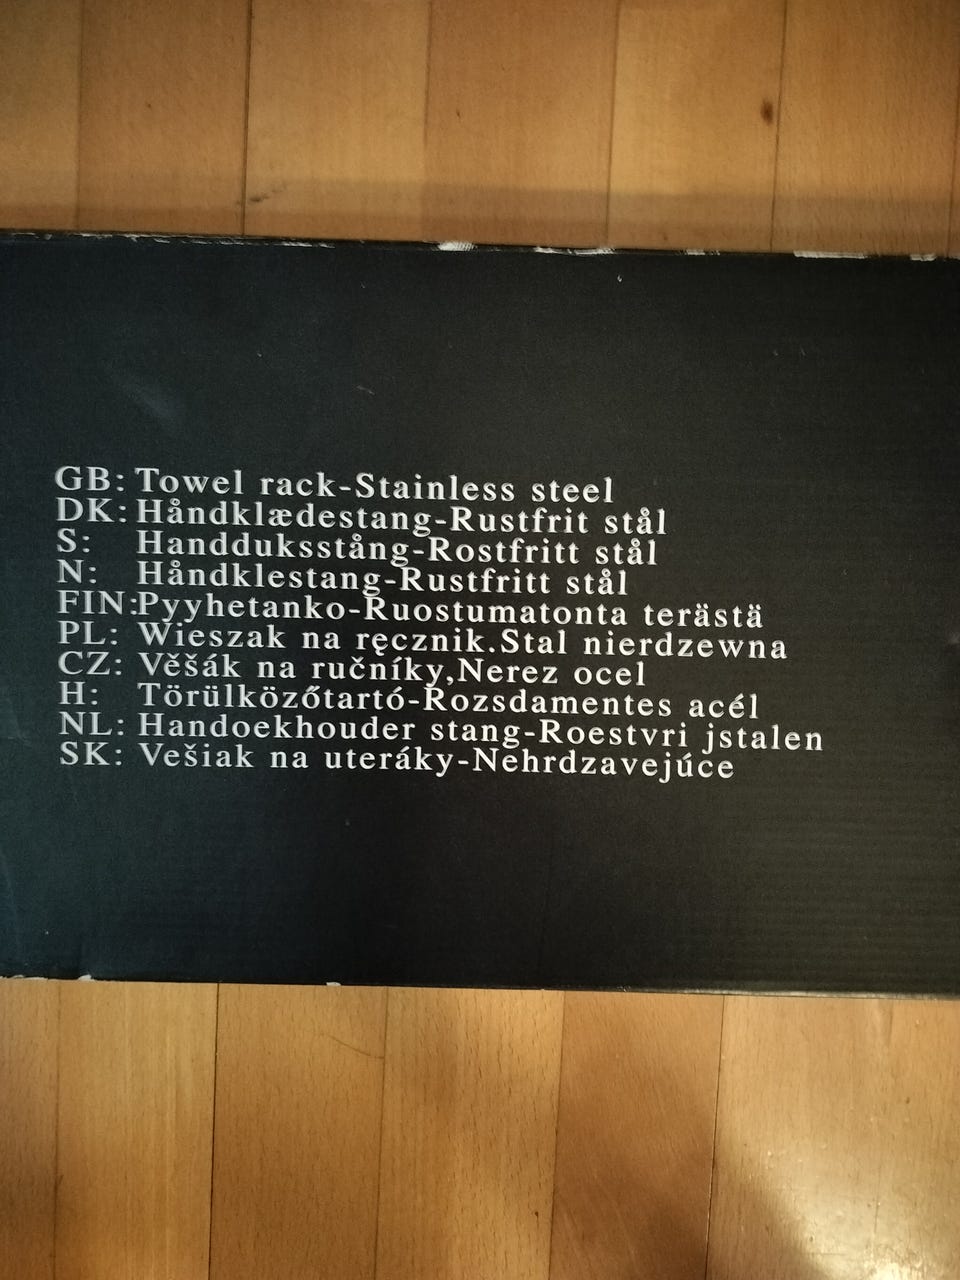 GB: Towel rack-Stainless steel
DK: Håndklædestang-Rustfrit stål
S: Handduksstång-Rostfritt stål
N: Håndklestang-Rustfritt stål
FIN:Pyyhetanko-Ruostumatonta terästä
PL: Wieszak na ręcznik.Stal nierdzewna
CZ: Věšák na ručníky,Nerez ocel
H: Törülközőtartó-Rozsdamentes acél
NL: Handoekhouder stang-Roestvri jstalen
SK: Vešiak na uteráky-Nehrdzavejúce